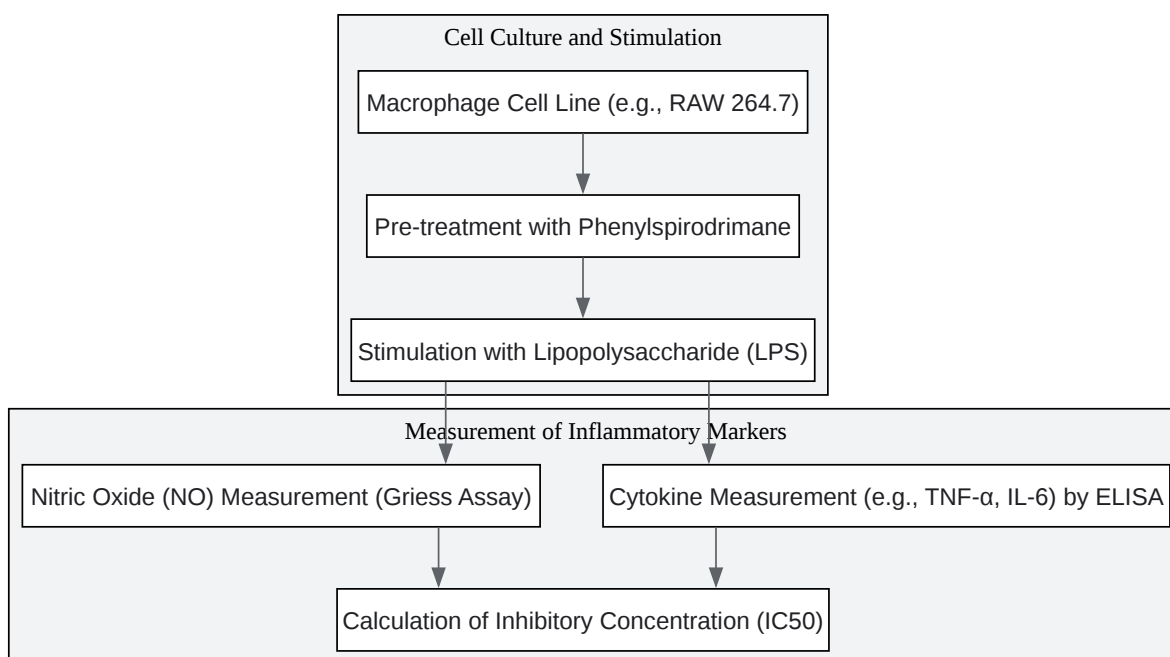 Cell Culture and Stimulation
Macrophage Cell Line (e.g., RAW 264.7)
Pre-treatment with Phenylspirodrimane
Stimulation with Lipopolysaccharide (LPS)
Measurement of Inflammatory Markers
Nitric Oxide (NO) Measurement (Griess Assay)
Cytokine Measurement (e.g., TNF-α, IL-6) by ELISA
Calculation of Inhibitory Concentration (IC50)